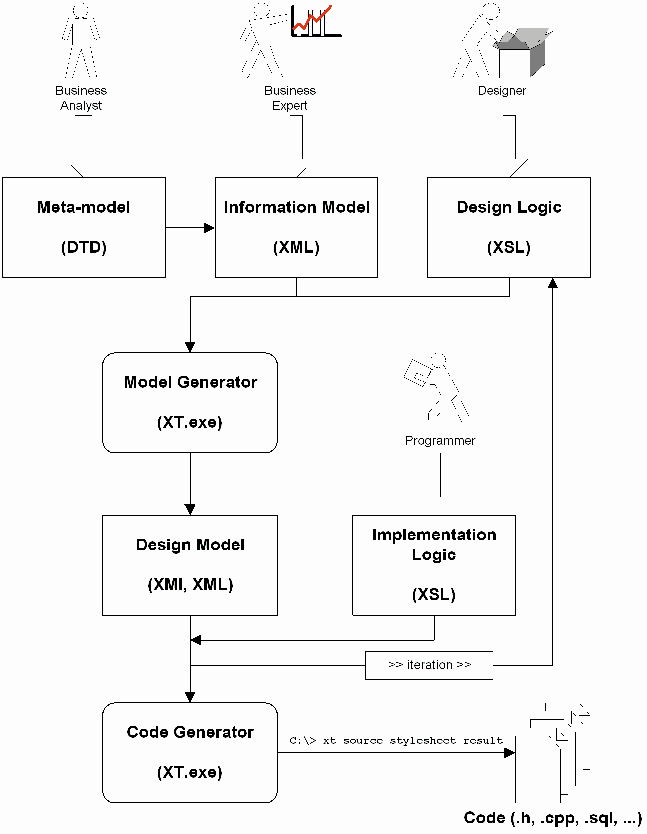 Business
Analyst
Business
Expert
Designer
Meta-model
(DTD)
Information Model
(XML)
Design Logic
(XSL)
Model Generator
(XT.exe)
Programmer
Design Model
(XMI, XML)
Implementation
Logic
(XSL)
>> iteration >>
Code Generator
(XT.exe)
C:\> xt source stylesheet result
Code (.h, .cpp, .sql, ...)